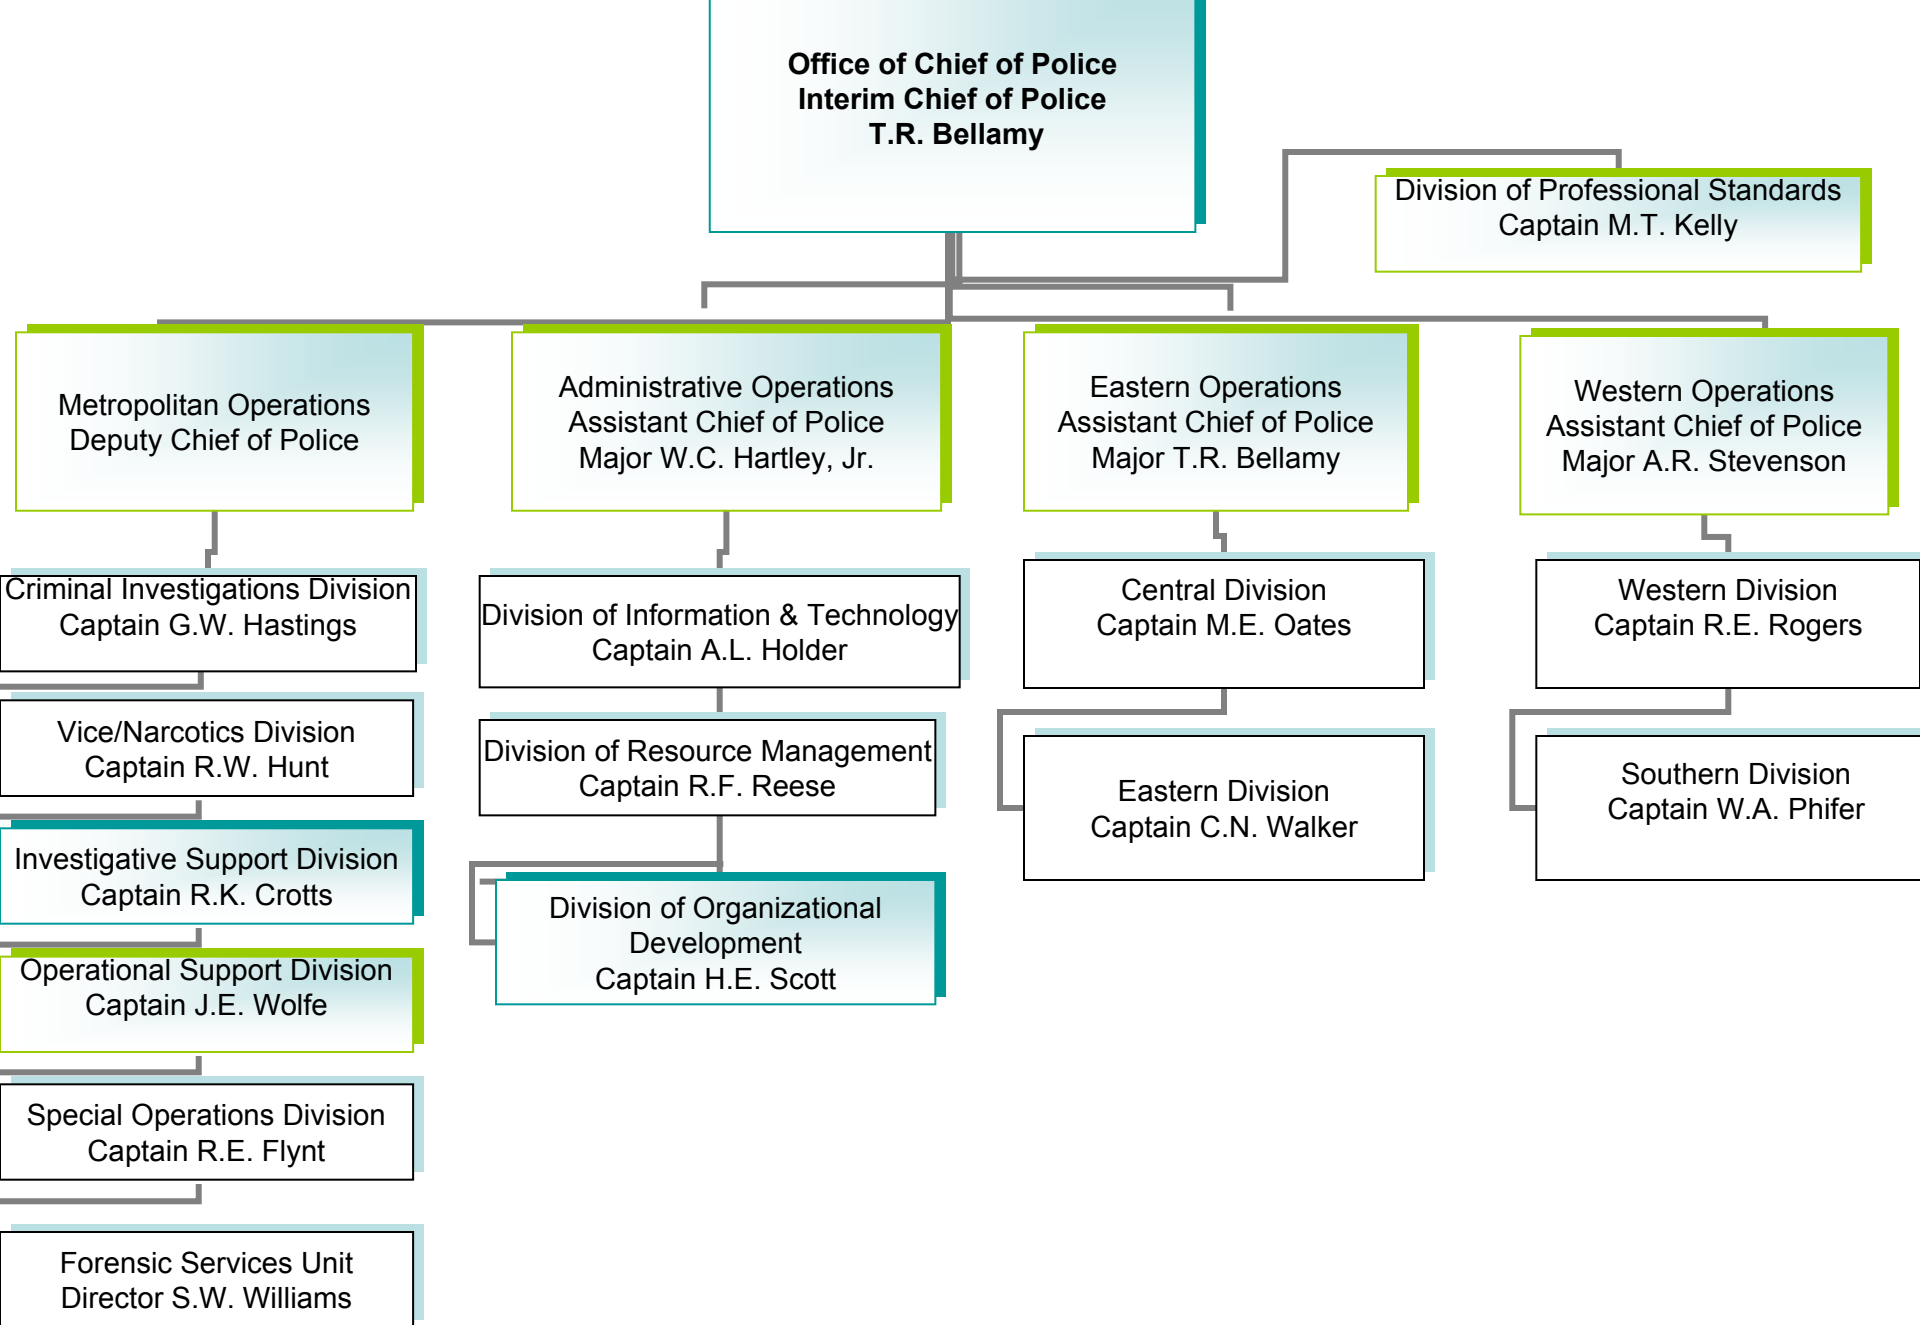 Office of Chief of Police
Interim Chief of Police
T.R. Bellamy
Division of Professional Standards
Captain M.T. Kelly
Metropolitan Operations
Deputy Chief of Police
Administrative Operations
Assistant Chief of Police
Major W.C. Hartley, Jr.
Eastern Operations
Assistant Chief of Police
Major T.R. Bellamy
Western Operations
Assistant Chief of Police
Major A.R. Stevenson
Criminal Investigations Division
Captain G.W. Hastings
Vice/Narcotics Division
Captain R.W. Hunt
Investigative Support Division
Captain R.K. Crotts
Operational Support Division
Captain J.E. Wolfe
Special Operations Division
Captain R.E. Flynt
Forensic Services Unit
Director S.W. Williams
Division of Information & Technology
Captain A.L. Holder
Division of Resource Management
Captain R.F. Reese
Division of Organizational
Development
Captain H.E. Scott
Central Division
Captain M.E. Oates
Eastern Division
Captain C.N. Walker
Western Division
Captain R.E. Rogers
Southern Division
Captain W.A. Phifer